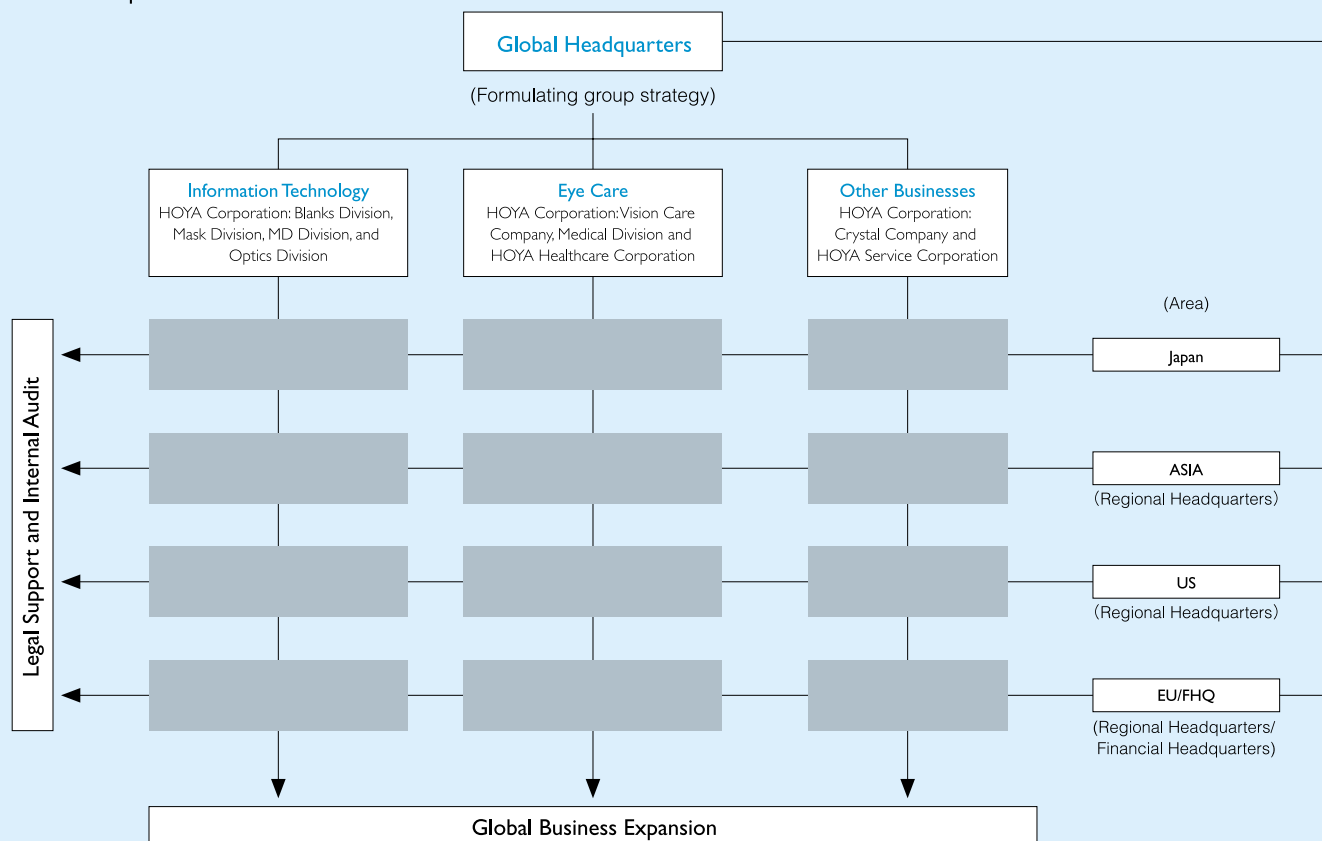 Global Headquarters
(Formulating group strategy)
Information Technology
HOYA Corporation: Blanks Division,
Mask Division, MD Division, and
Optics Division
Eye Care
HOYA Corporation: Vision Care
Company, Medical Division and
HOYA Healthcare Corporation
Other Businesses
HOYA Corporation:
Crystal Company and
HOYA Service Corporation
(Area)
Japan
ASIA
(Regional Headquarters)
US
(Regional Headquarters)
EU/FHQ
(Regional Headquarters/
Financial Headquarters)
Legal Support and Internal Audit
Global Business Expansion